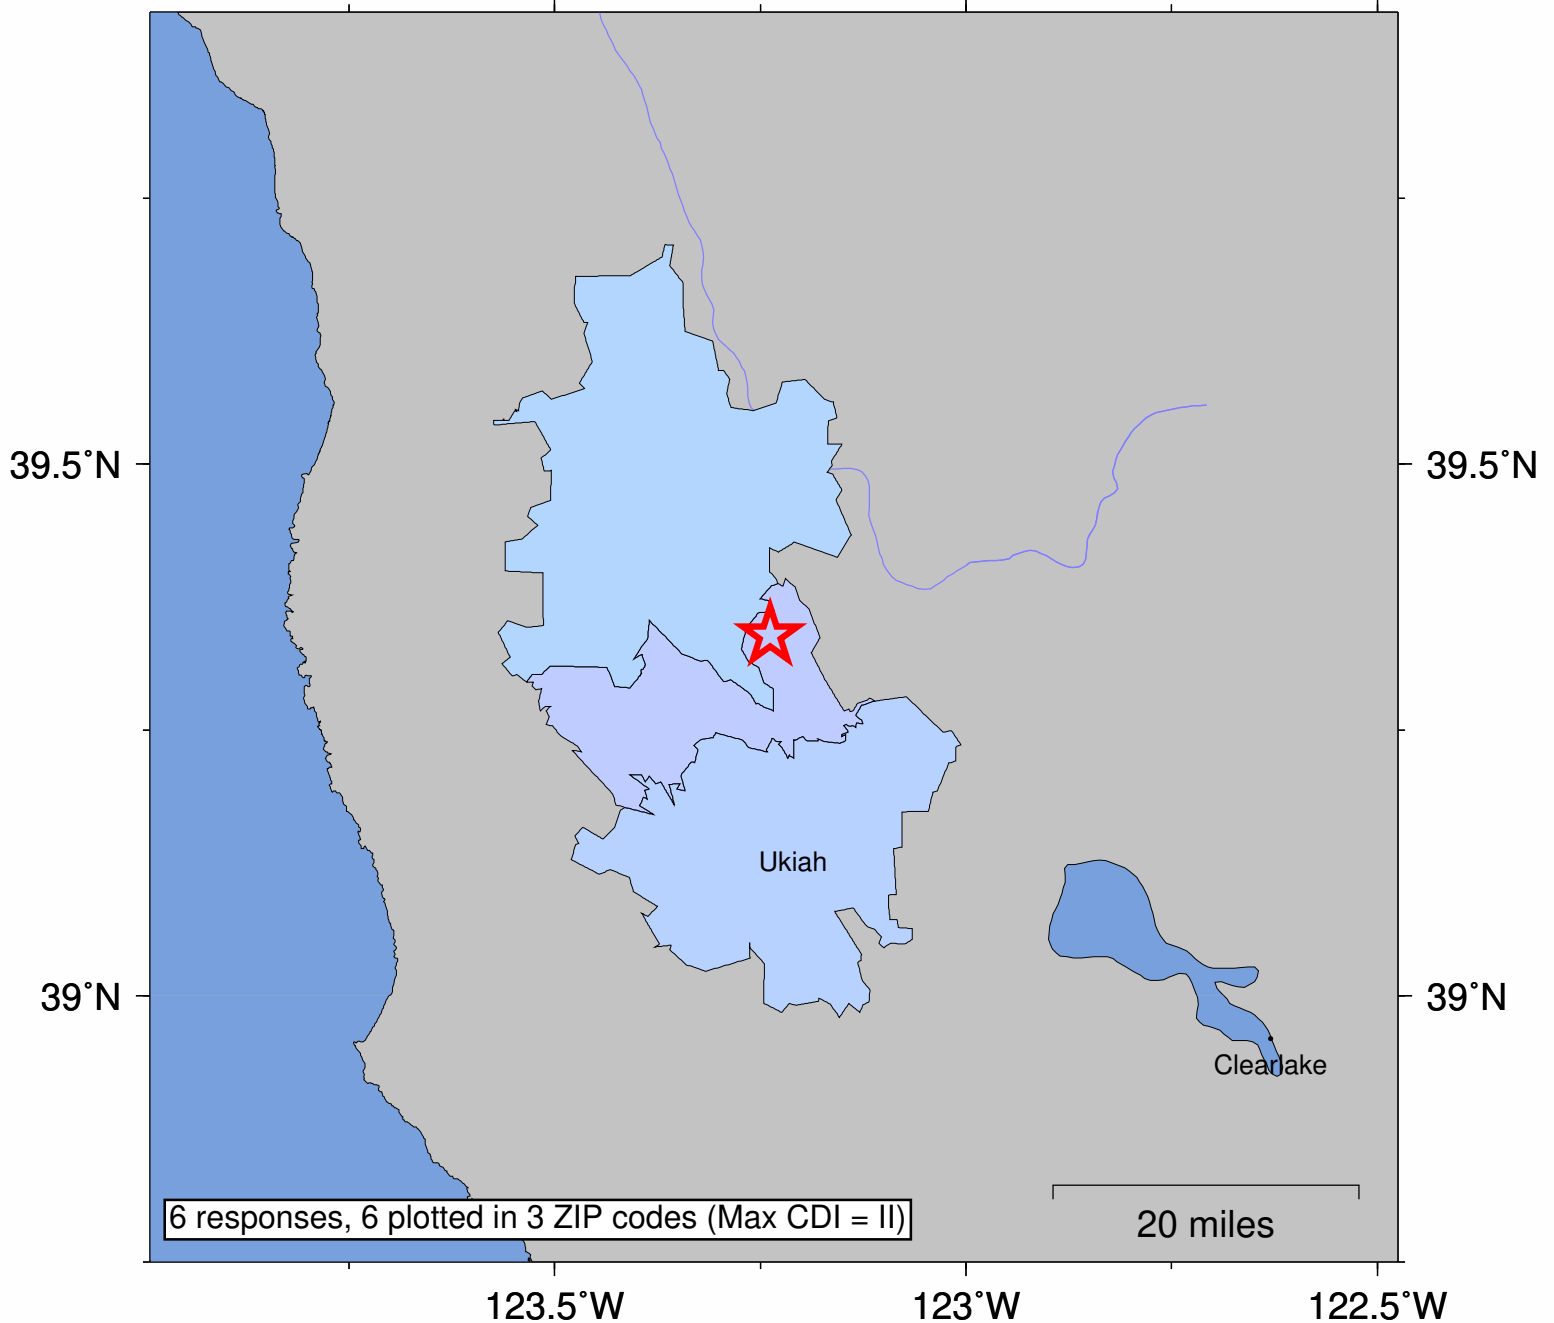 39.5˚N
39.5˚N
Ukiah
39˚N
39˚N
Clearlake
6 responses, 6 plotted in 3 ZIP codes (Max CDI = II)
20 miles
123.5˚W
123˚W
122.5˚W